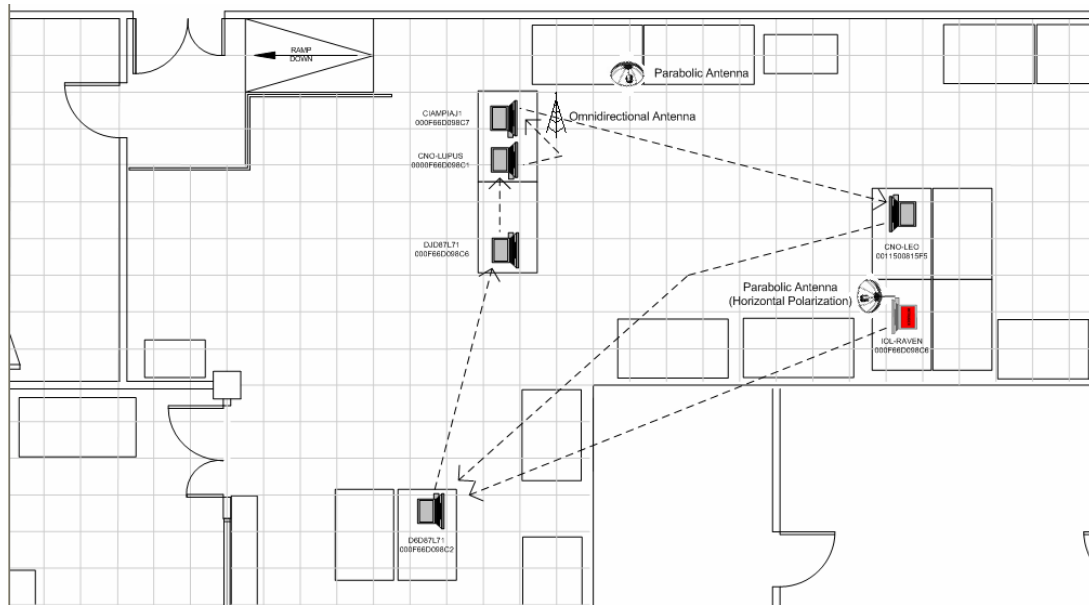 RAMP
DOWN
Parabolic Antenna
CIAMPIAJ1
000F66D098C7
Omnidirectional Antenna
CNO-LUPUS
0000F66D098C1
DJD87L71
000F66D098C6
CNO-LEO
0011500815F5
Parabolic Antenna
(Horizontal Polarization)
IOL-RAVEN
000F66D098C6
D6D87L71
000F66D098C2